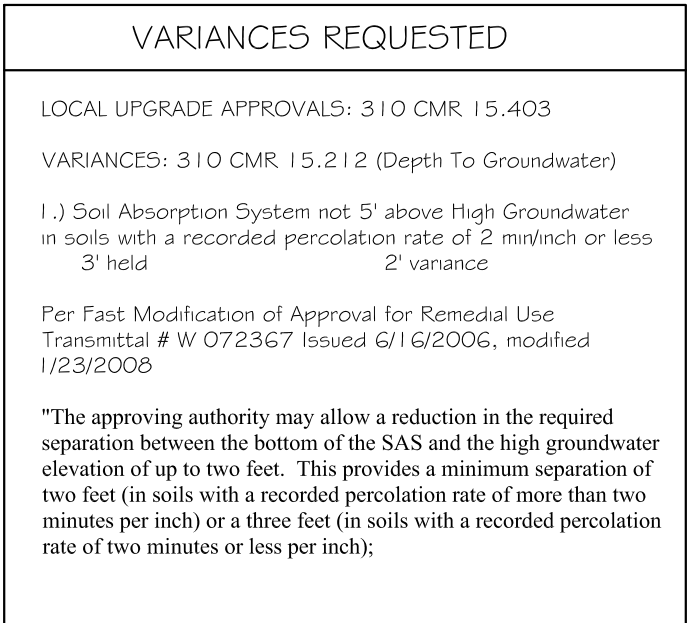 VARIANCES REQUESTED
LOCAL UPGRADE APPROVALS: 310 CMR 15.403
VARIANCES: 310 CMR 15.212 (Depth To Groundwater)
1.) Soil Absorption System not 5' above High Groundwater
in soils with a recorded percolation rate of 2 min/inch or less
3' held 2' variance
Per Fast Modification of Approval for Remedial Use
Transmittal # W 072367 Issued 6/16/2006, modified
1/23/2008
"The approving authority may allow a reduction in the required
separation between the bottom of the SAS and the high groundwater
elevation of up to two feet. This provides a minimum separation of
two feet (in soils with a recorded percolation rate of more than two
minutes per inch) or a three feet (in soils with a recorded percolation
rate of two minutes or less per inch);